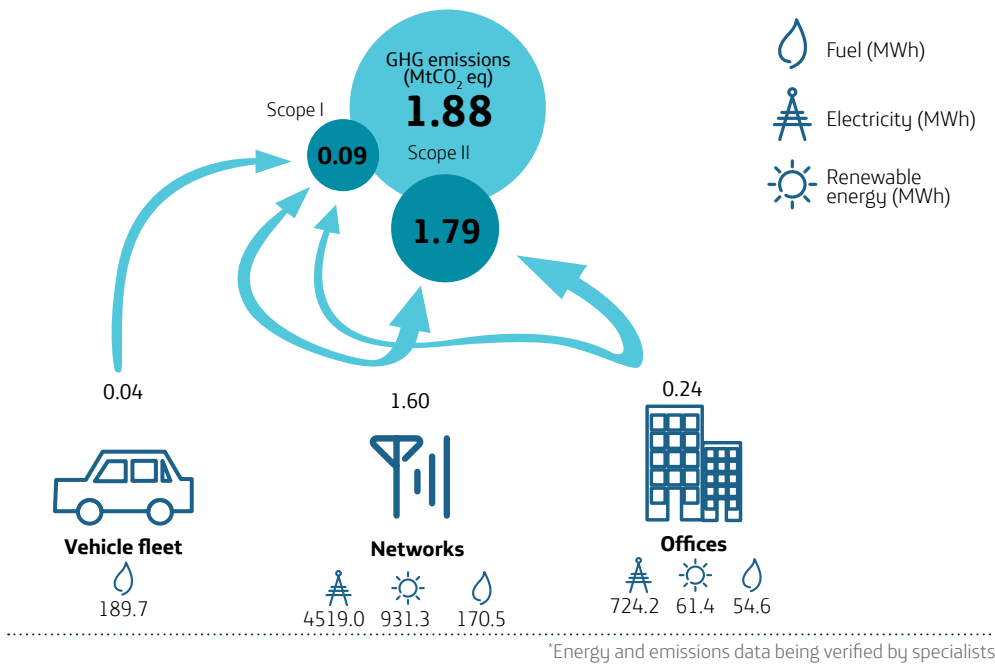 GHG emissions
(MtCO₂ eq)
1.88
Scope I
0.09
Scope II
1.79
Fuel (MWh)
Electricity (MWh)
Renewable
energy (MWh)
0.04
1.60
0.24
Vehicle fleet
189.7
Networks
4519.0 931.3 170.5
Offices
724.2 61.4 54.6
*Energy and emissions data being verified by specialists